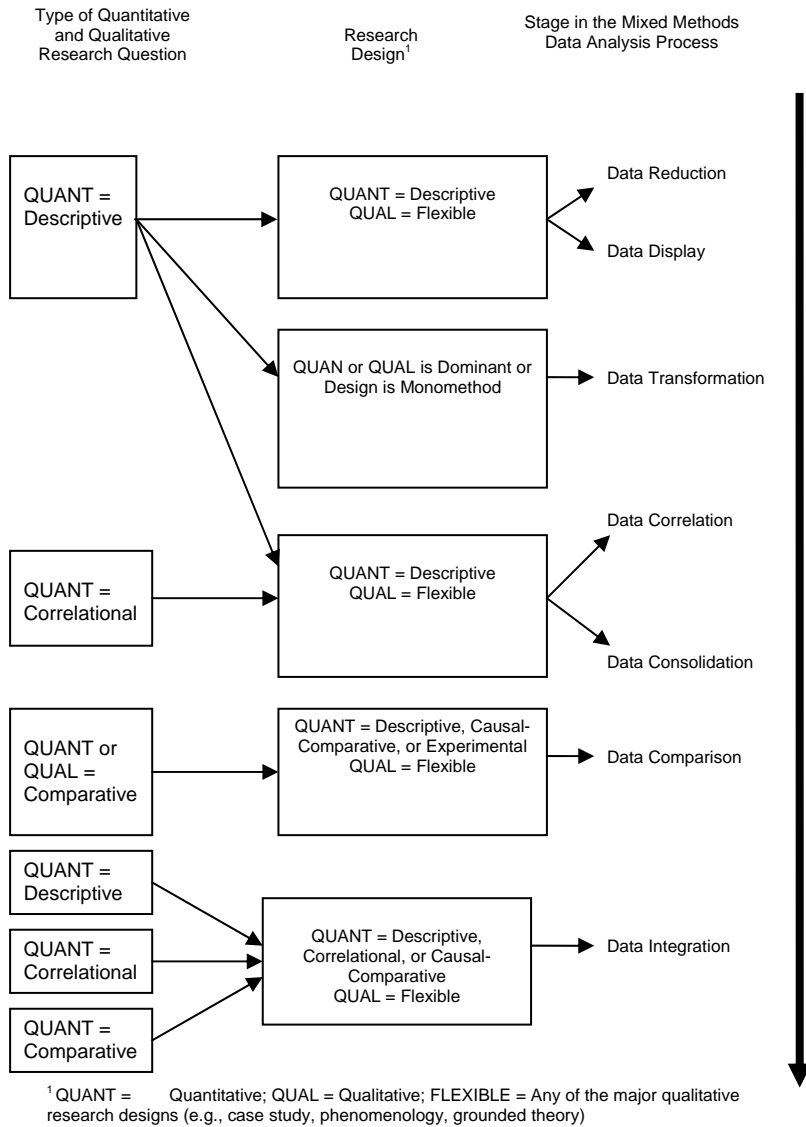 Type of Quantitative
and Qualitative
Research Question
Research
Design1
Stage in the Mixed Methods
Data Analysis Process
QUANT =
Descriptive
QUANT = Descriptive
QUAL = Flexible
Data Reduction
Data Display
QUAN or QUAL is Dominant or
Design is Monomethod
Data Transformation
QUANT =
Correlational
QUANT = Descriptive
QUAL = Flexible
Data Correlation
Data Consolidation
QUANT or
QUAL =
Comparative
QUANT = Descriptive, Causal-
Comparative, or Experimental
QUAL = Flexible
Data Comparison
QUANT =
Descriptive
QUANT =
Correlational
QUANT =
Comparative
QUANT = Descriptive,
Correlational, or Causal-
Comparative
QUAL = Flexible
Data Integration
1 QUANT = Quantitative; QUAL = Qualitative; FLEXIBLE = Any of the major qualitative
research designs (e.g., case study, phenomenology, grounded theory)